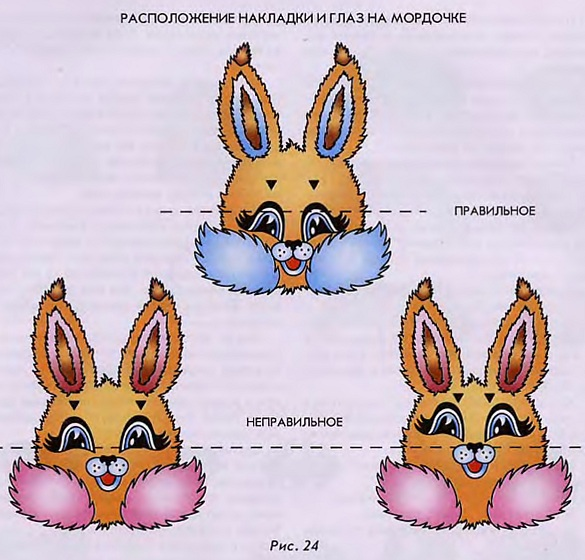 РАСПОЛОЖЕНИЕ НАКЛАДКИ И ГЛАЗ НА МОРДОЧКЕ
ПРАВИЛЬНОЕ
НЕПРАВИЛЬНОЕ
Рис. 24